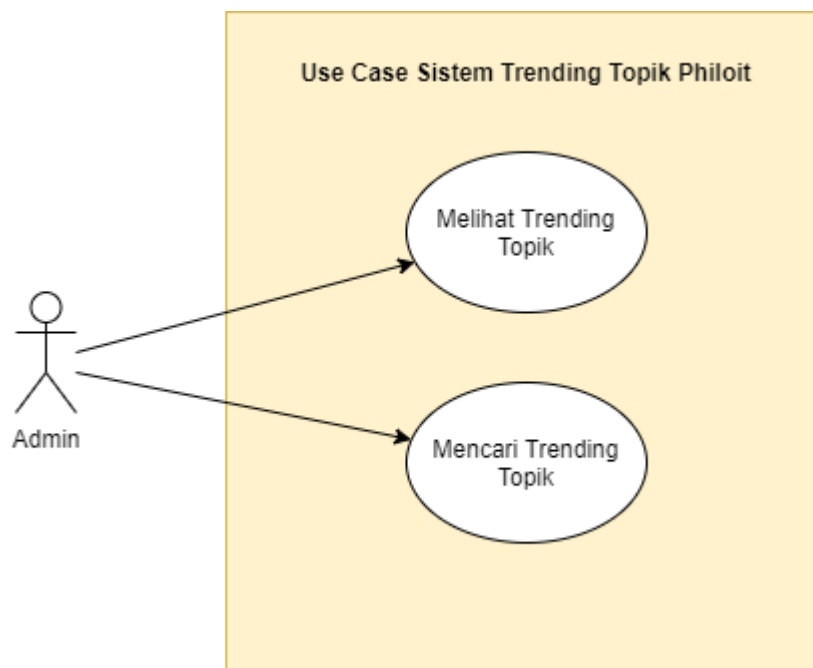 Use Case Sistem Trending Topik Philoit
Melihat Trending
Topik
Admin
Mencari Trending
Topik